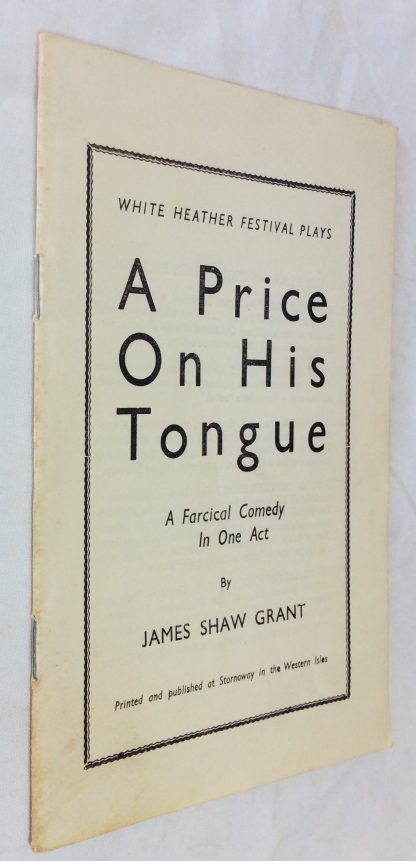 WHITE HEATHER FESTIVAL PLAYS
A Price
On His
Tongue
A Farcical Comedy
In One Act
By
JAMES SHAW GRANT
Printed and published at Stornoway in the Western Isles